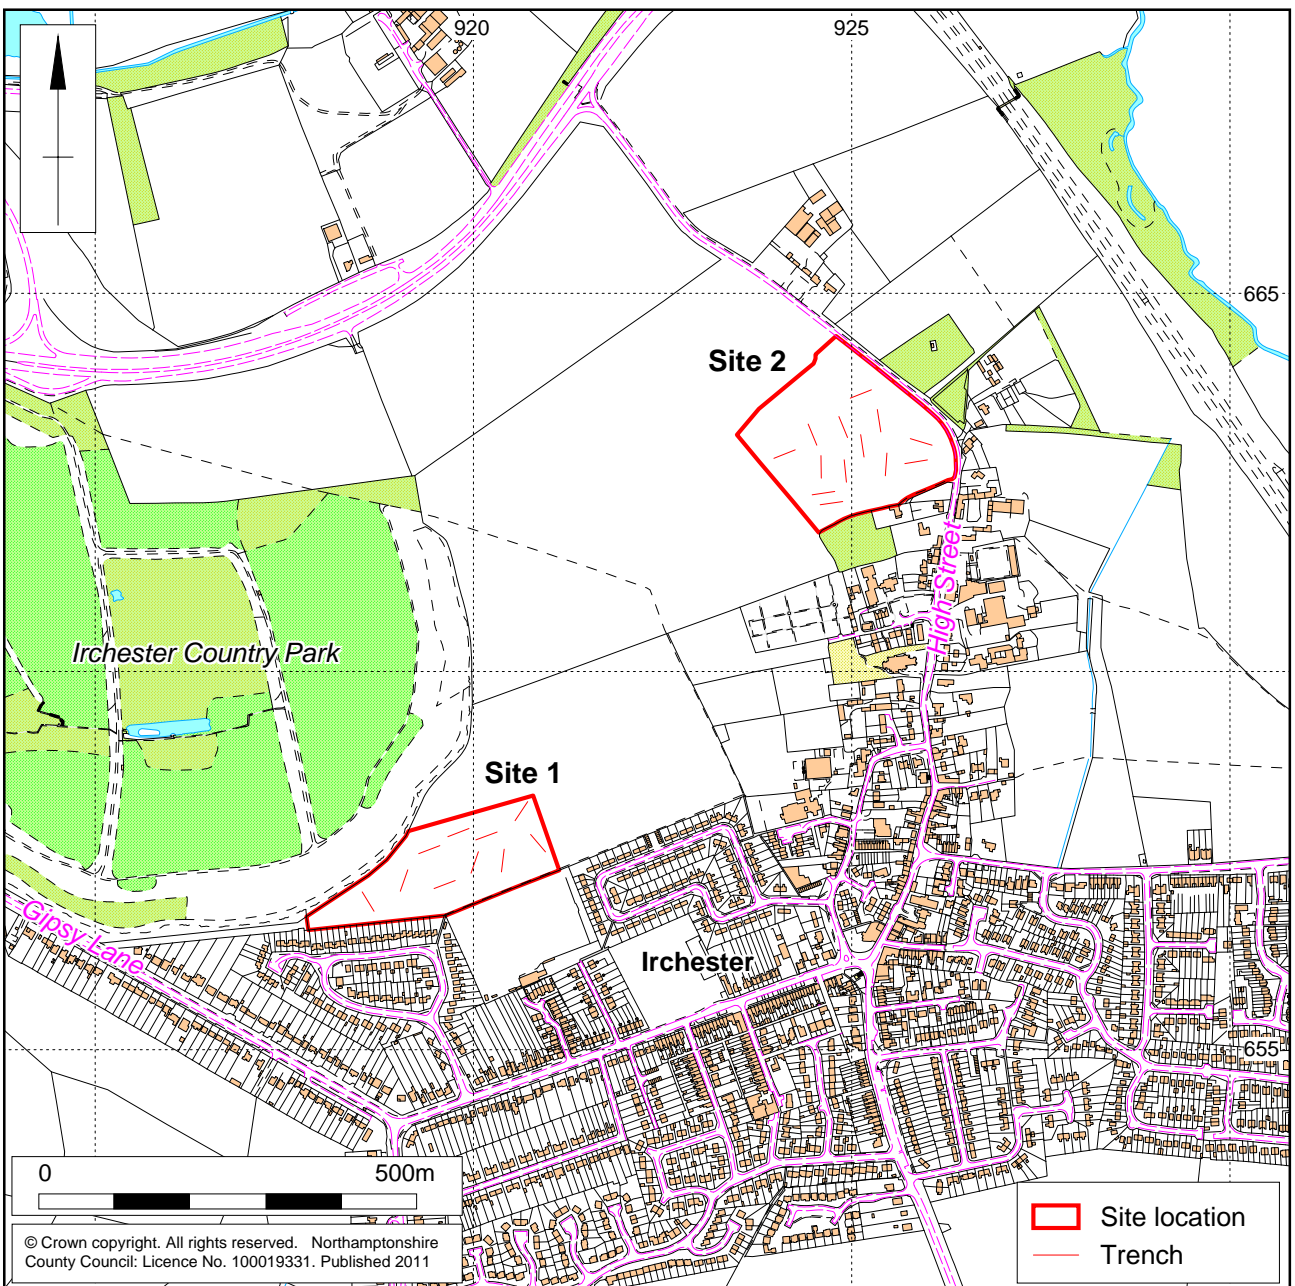 920
925
665
Site 2
High Street
Irchester Country Park
Site 1
Gipsy Lane
Irchester
655
0
500m
Site location
Trench
© Crown copyright. All rights reserved. Northamptonshire
County Council: Licence No. 100019331. Published 2011